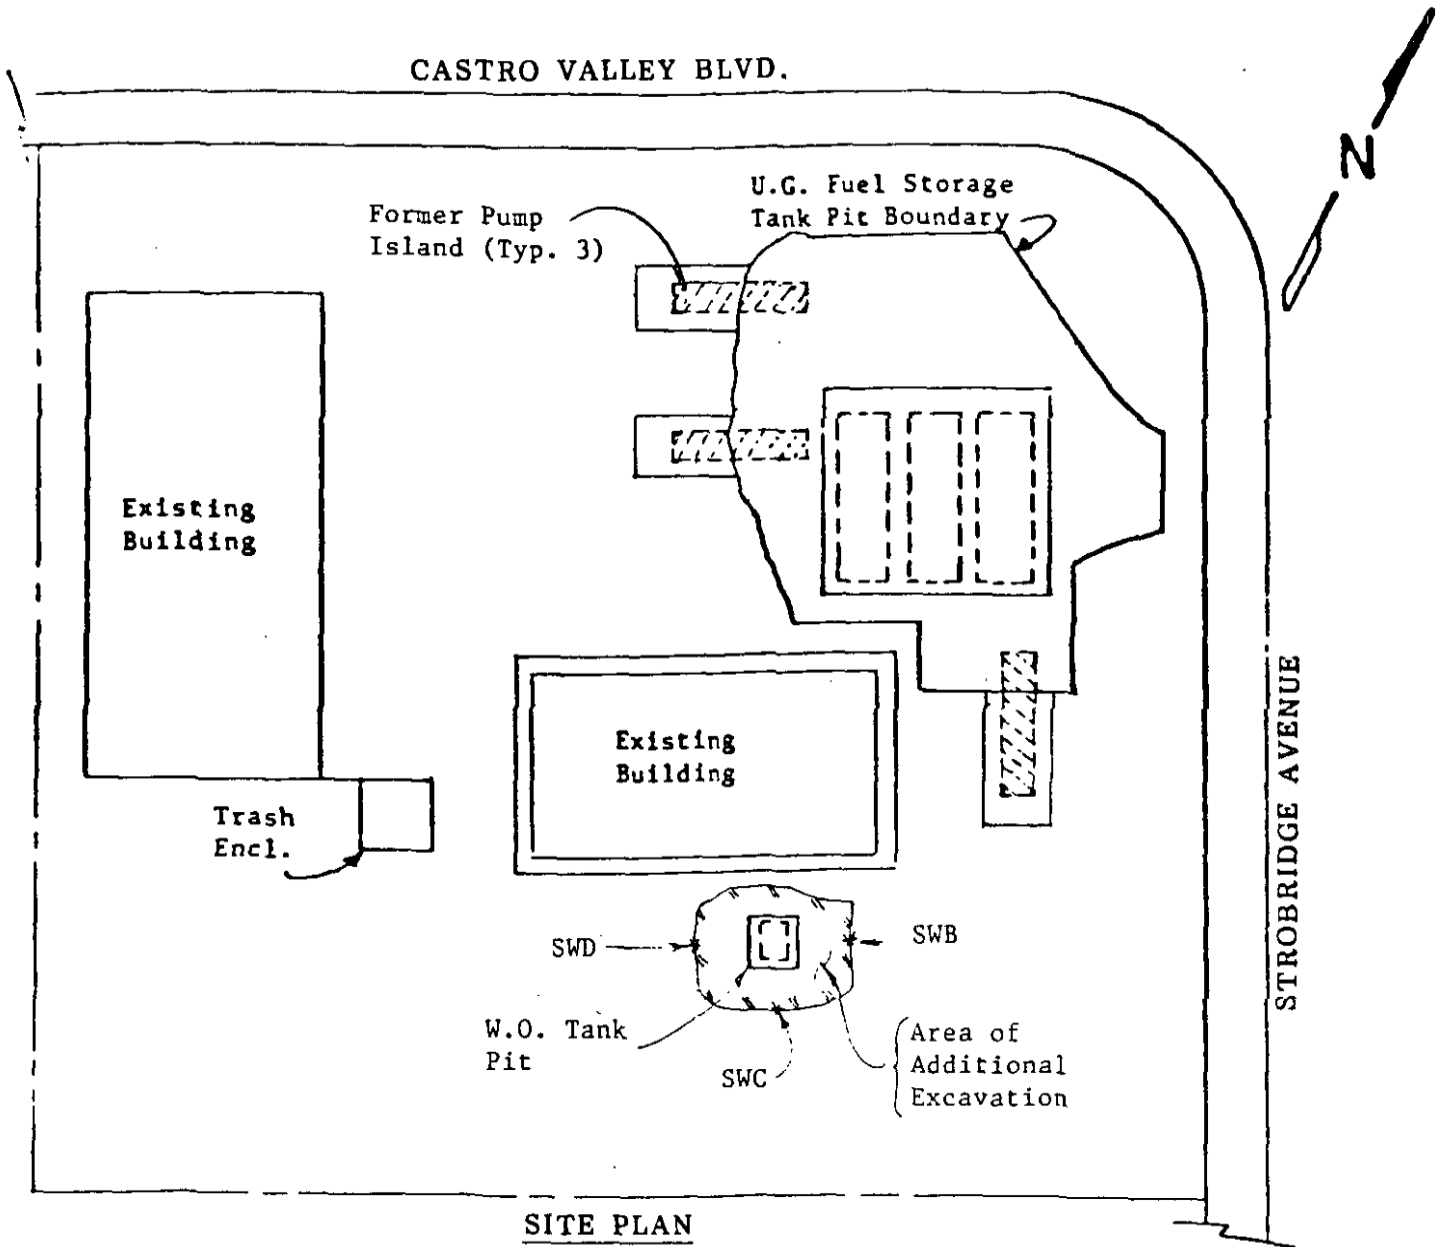 CASTRO VALLEY BLVD.
N
U.G. Fuel Storage
Tank Pit Boundary
Former Pump
Island (Typ. 3)
Existing
Building
Existing
Building
Trash
Encl.
STROBRIDGE AVENUE
SWD
SWB
W.O. Tank
Pit
SWC
Area of
Additional
Excavation
SITE PLAN